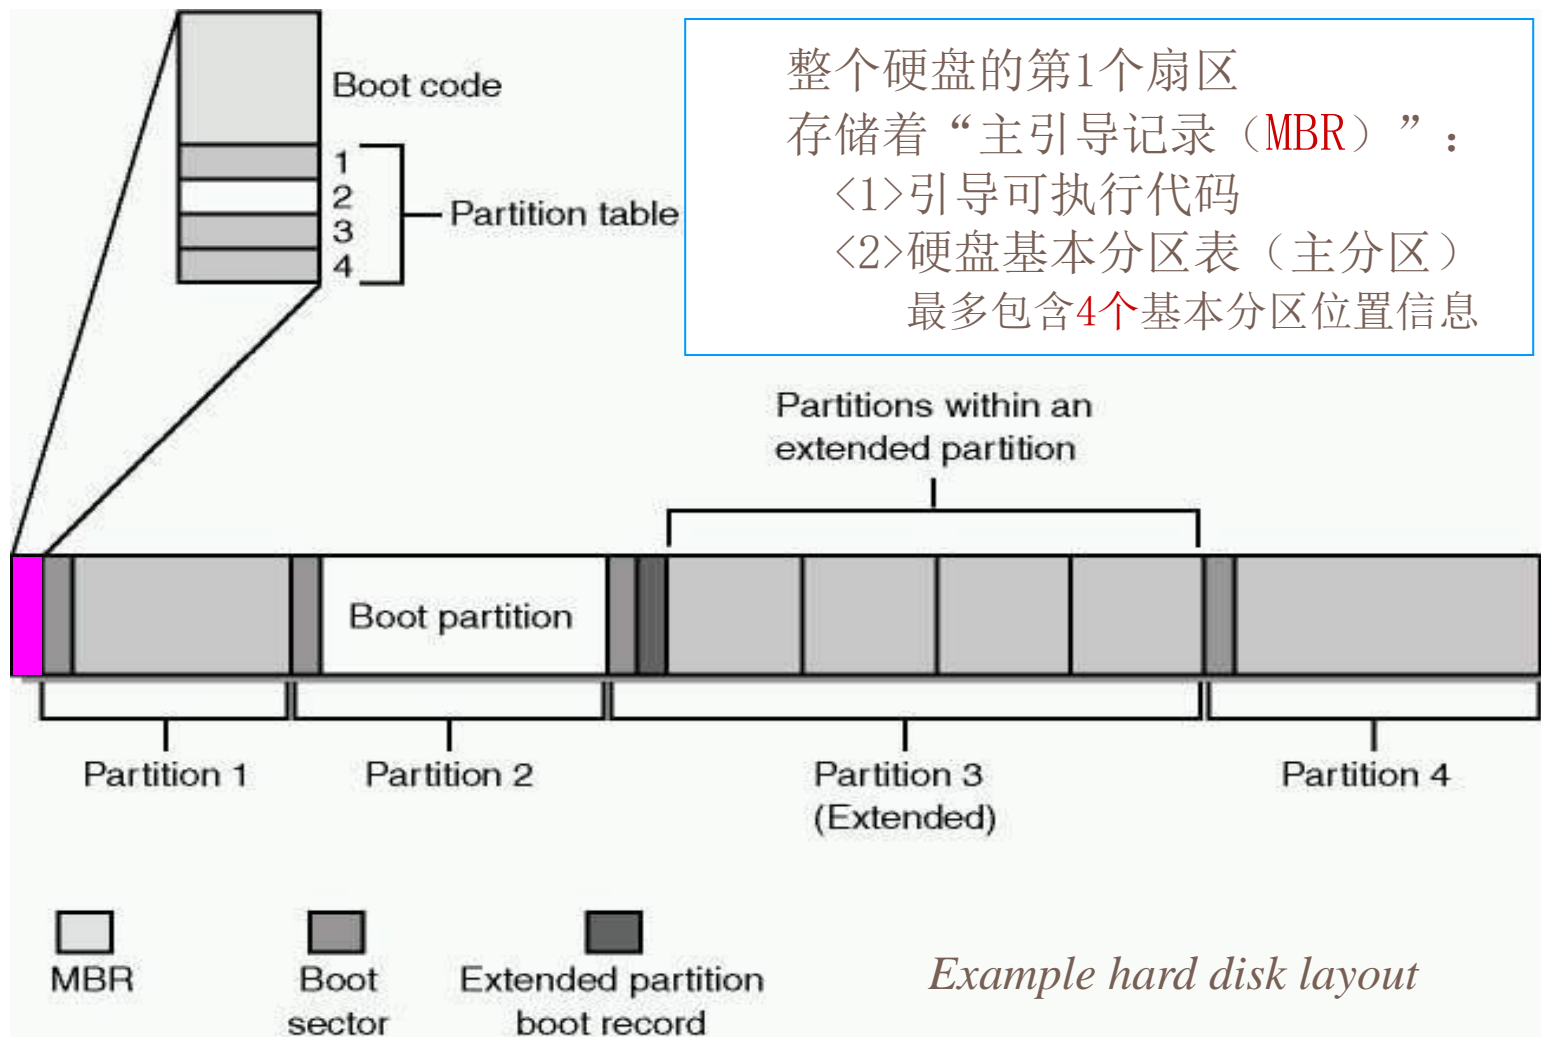 Boot code
1
2
3
4
Partition table
整个硬盘的第1个扇区
存储着“主引导记录（MBR）”：
<1>引导可执行代码
<2>硬盘基本分区表（主分区）
最多包含4个基本分区位置信息
Partitions within an
extended partition
Boot partition
Partition 1
Partition 2
Partition 3
(Extended)
Partition 4
MBR
Boot
sector
Extended partition
boot record
Example hard disk layout